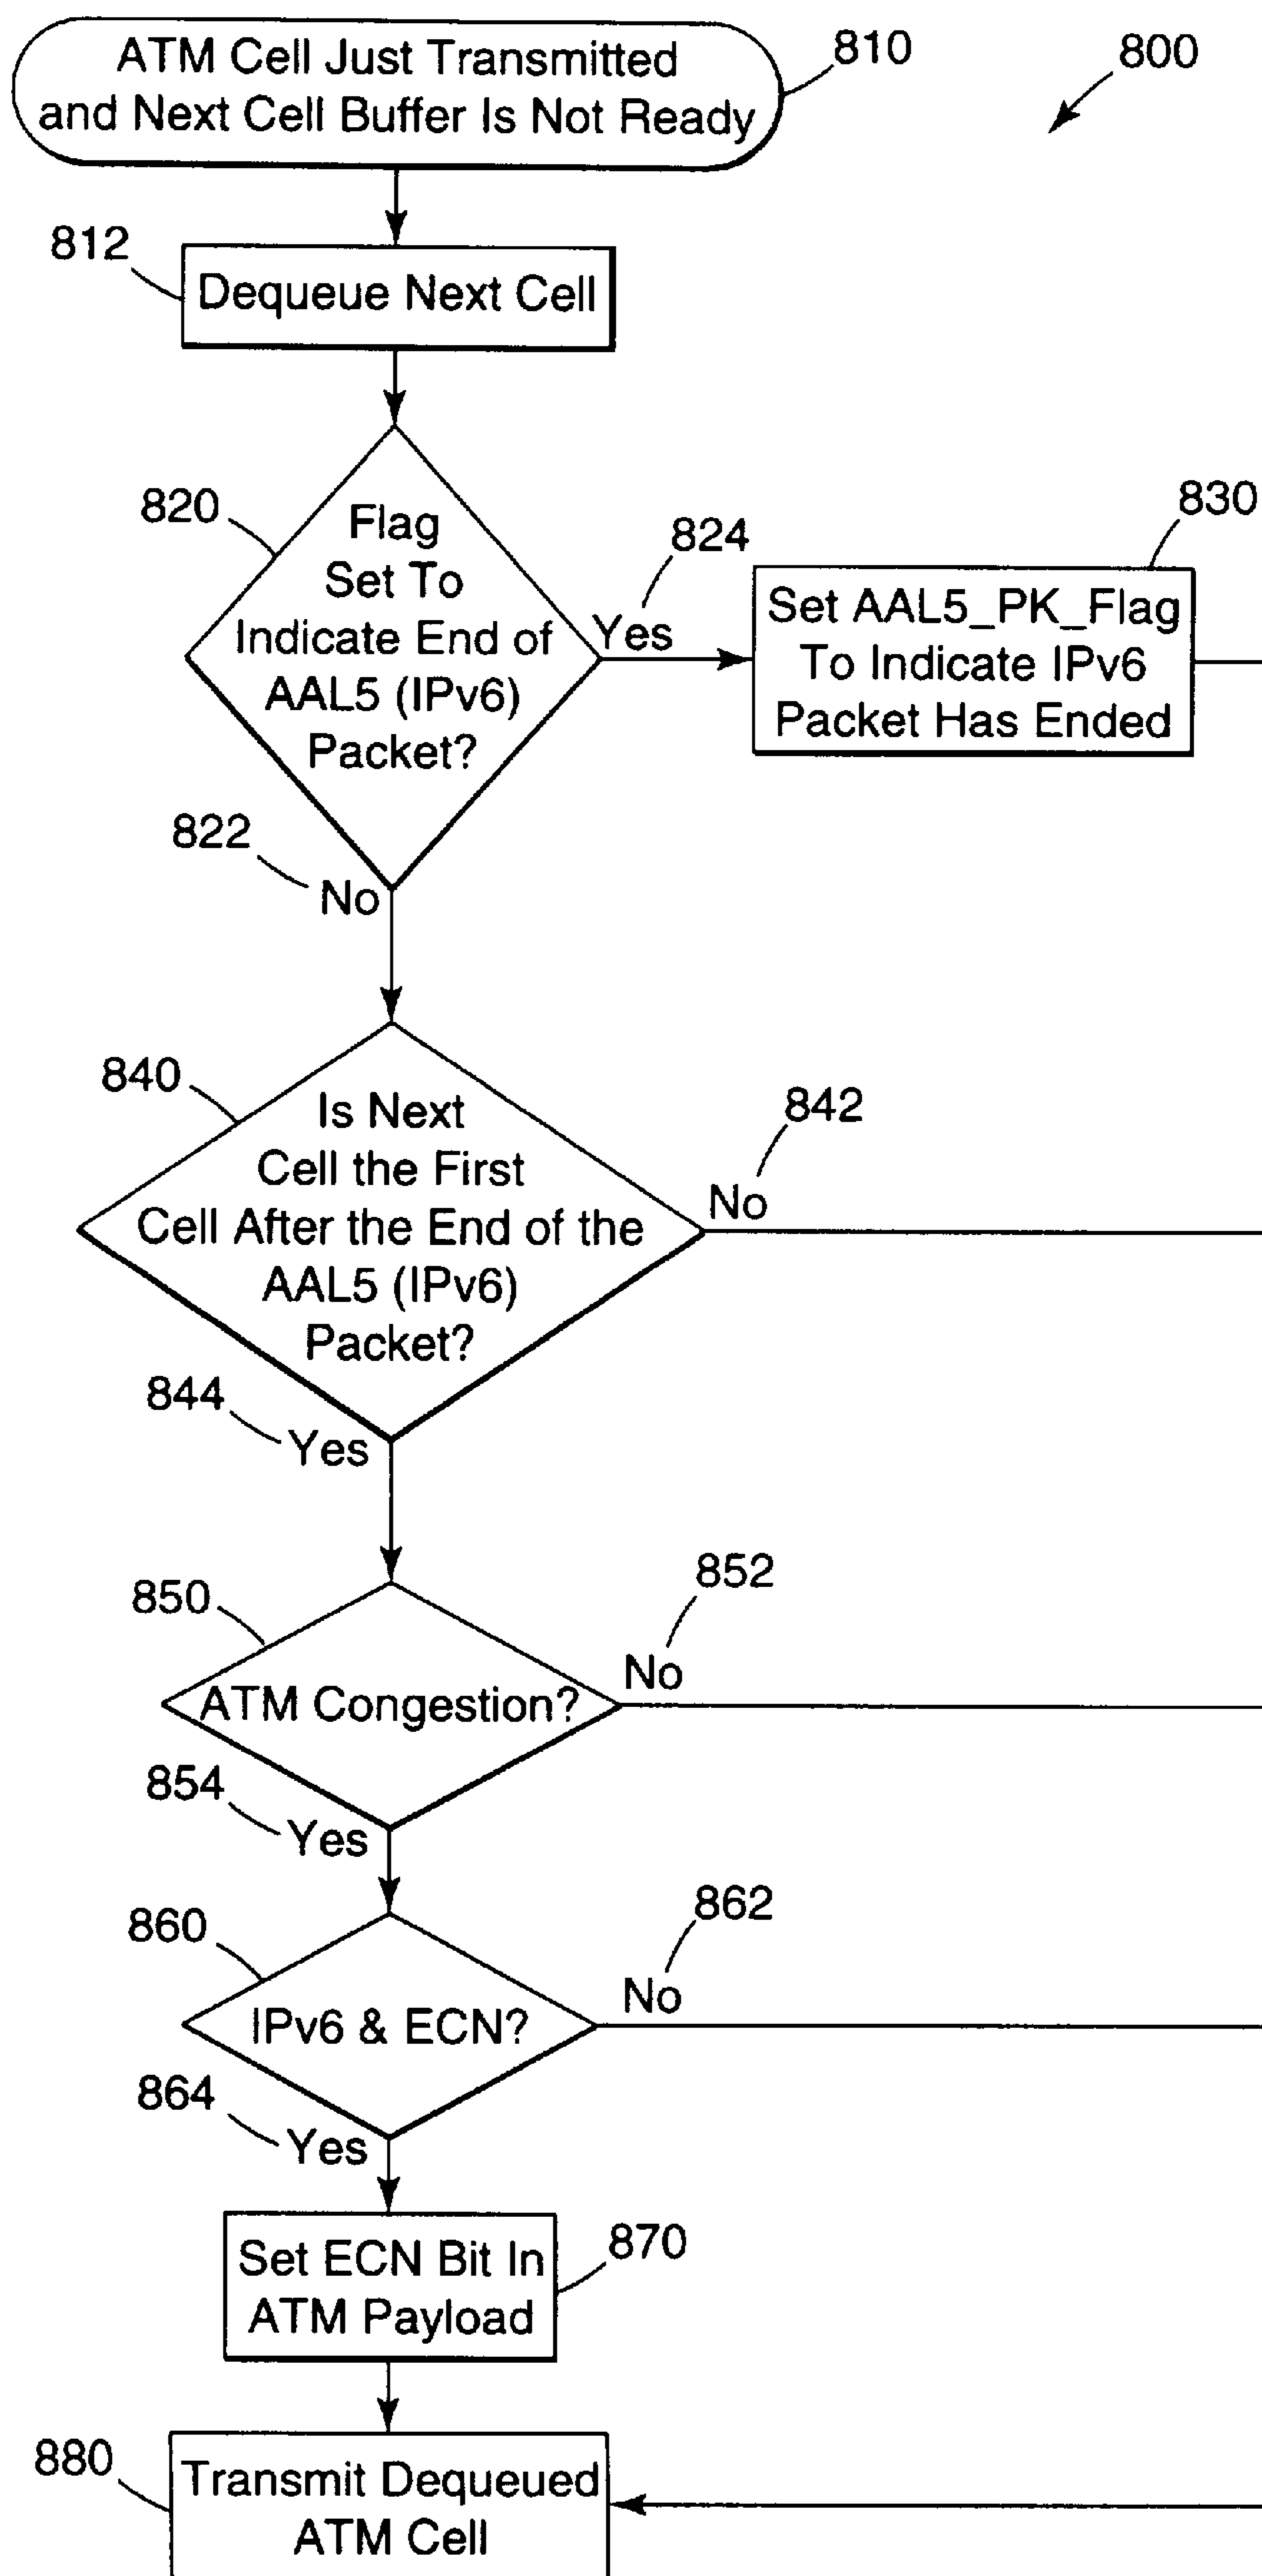 ATM Cell Just Transmitted
and Next Cell Buffer Is Not Ready
810
800
812
Dequeue Next Cell
820
Flag
Set To
Indicate End of
AAL5 (IPv6)
Packet?
824
Yes
830
Set AAL5_PK_Flag
To Indicate IPv6
Packet Has Ended
822
No
840
Is Next
Cell the First
Cell After the End of the
AAL5 (IPv6)
Packet?
842
No
844
Yes
850
ATM Congestion?
852
No
854
Yes
860
IPv6 & ECN?
862
No
864
Yes
Set ECN Bit In
ATM Payload
870
880
Transmit Dequeued
ATM Cell